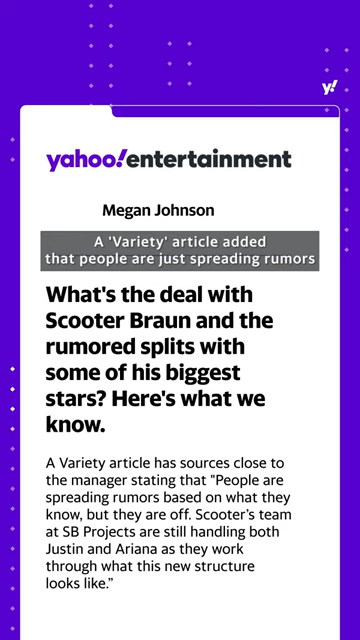 y!
yahoo!entertainment
Megan Johnson
A 'Variety' article added
that people are just spreading rumors
What's the deal with
Scooter Braun and the
rumored splits with
some of his biggest
stars? Here's what we
know.
A Variety article has sources close to
the manager stating that "People are
spreading rumors based on what they
know, but they are off. Scooter’s team
at SB Projects are still handling both
Justin and Ariana as they work
through what this new structure
looks like.”